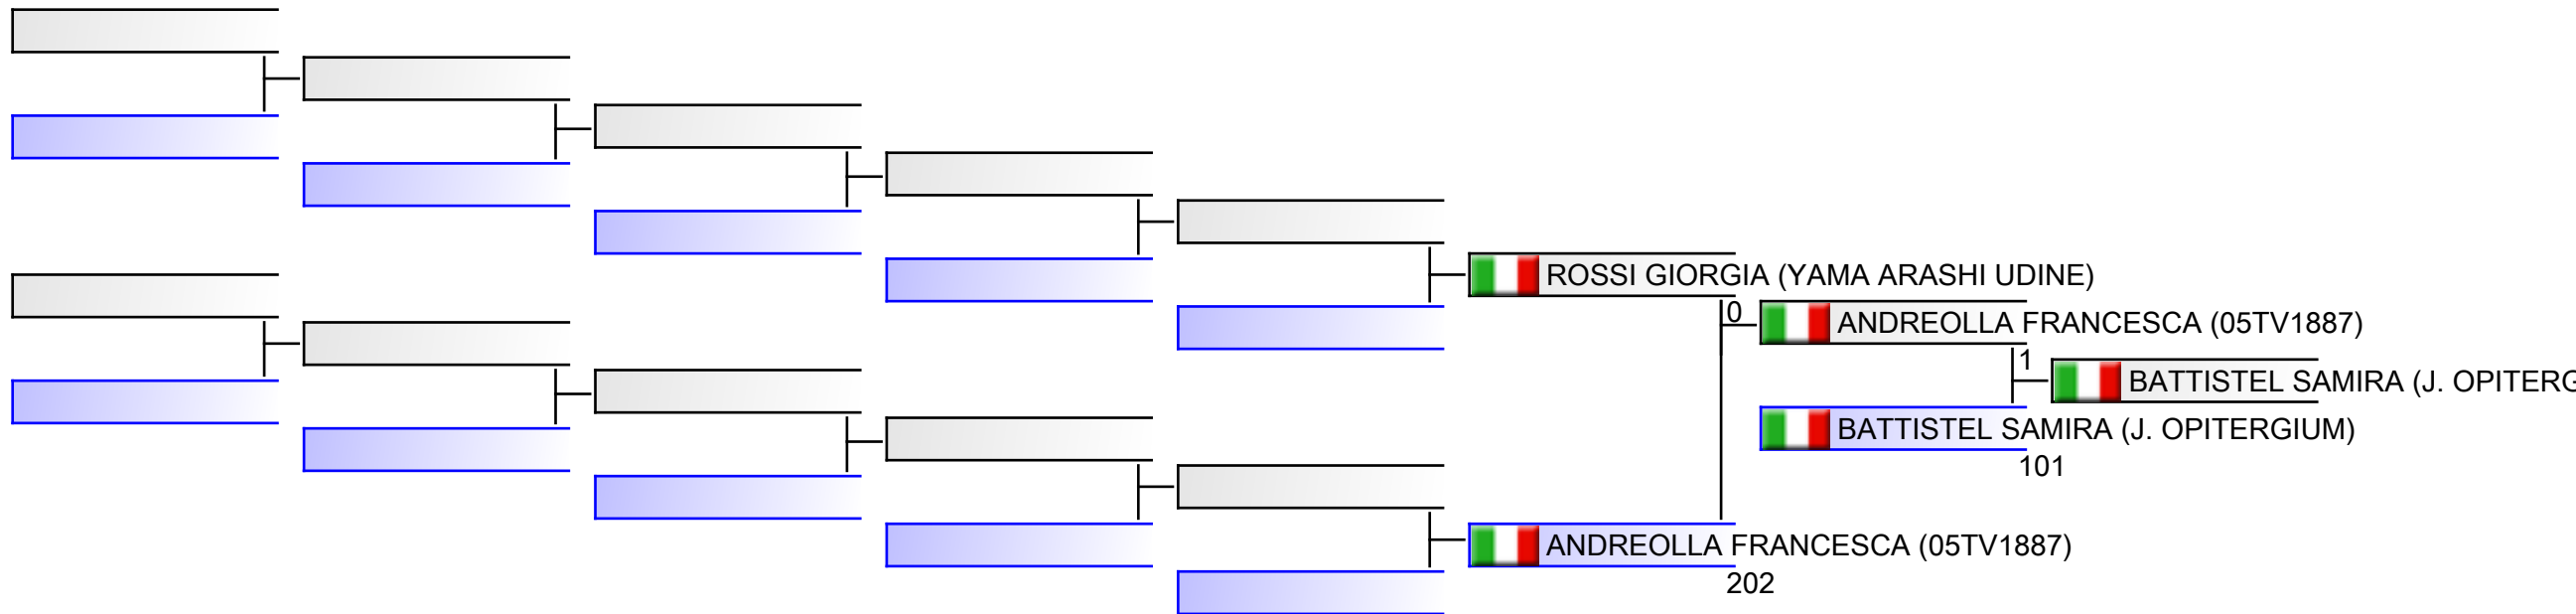 ROSSI GIORGIA (YAMA ARASHI UDINE)
0
ANDREOLLA FRANCESCA (05TV1887)
1
BATTISTEL SAMIRA (J. OPITERG
BATTISTEL SAMIRA (J. OPITERGIUM)
101
ANDREOLLA FRANCESCA (05TV1887)
202